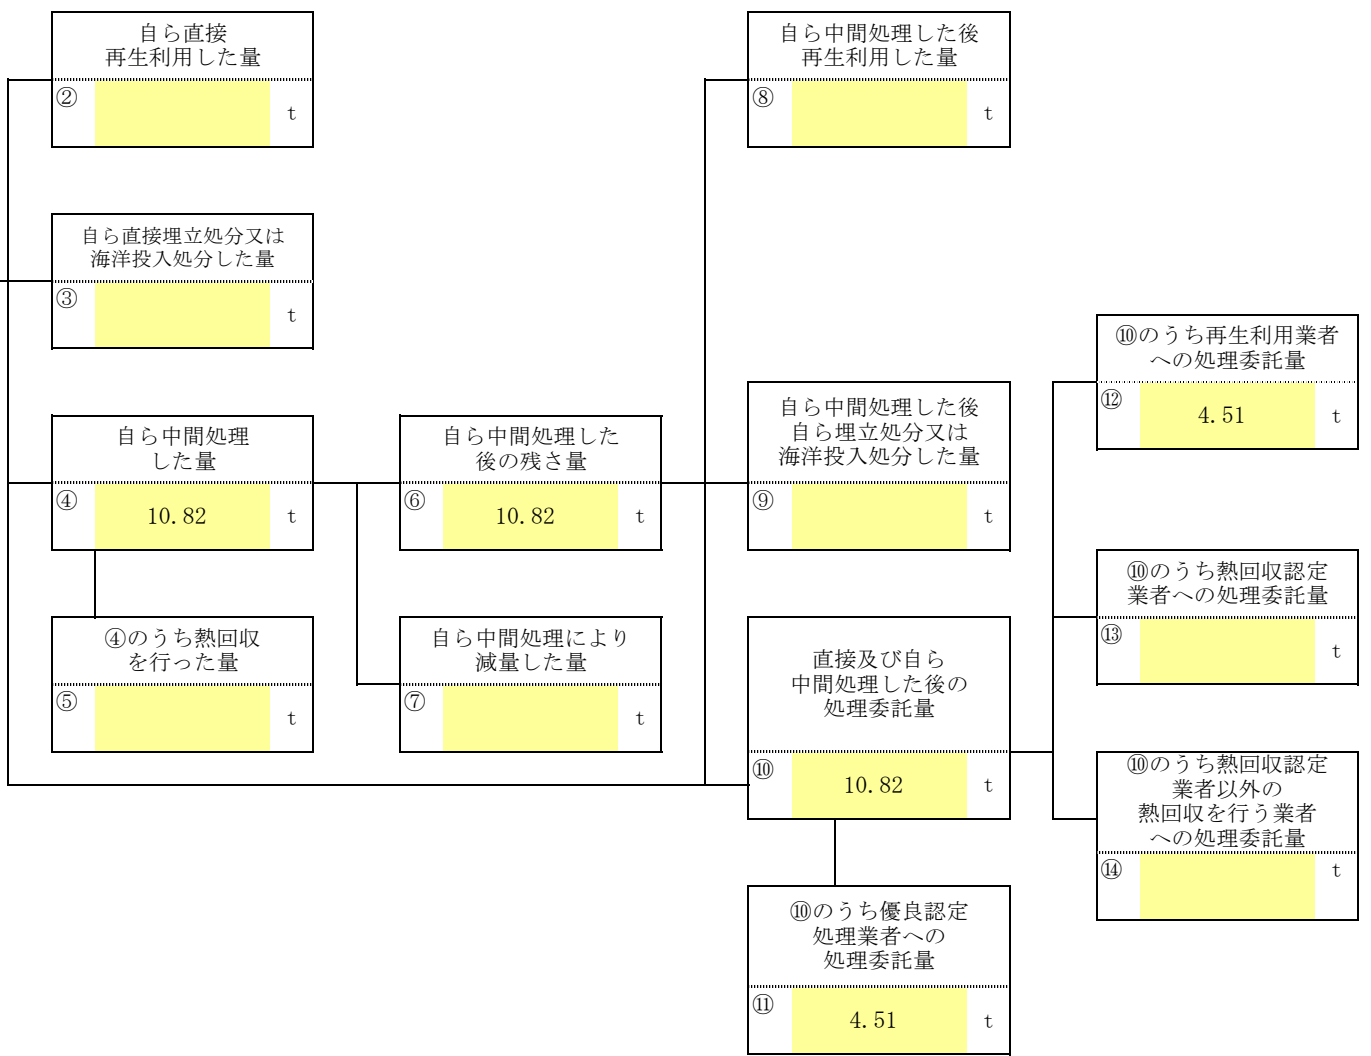 自ら直接
再生利用した量
②
t
自ら直接埋立処分又は
海洋投入処分した量
③
t
自ら中間処理
した量
④
10.82
t
④のうち熱回収
を行った量
⑤
t
自ら中間処理した
後の残さ量
⑥
10.82
t
自ら中間処理により
減量した量
⑦
t
自ら中間処理した後
再生利用した量
⑧
t
自ら中間処理した後
自ら埋立処分又は
海洋投入処分した量
⑨
t
直接及び自ら
中間処理した後の
処理委託量
⑩
10.82
t
⑩のうち優良認定
処理業者への
処理委託量
⑪
4.51
t
⑩のうち再生利用業者
への処理委託量
⑫
4.51
t
⑩のうち熱回収認定
業者への処理委託量
⑬
t
⑩のうち熱回収認定
業者以外の
熱回収を行う業者
への処理委託量
⑭
t